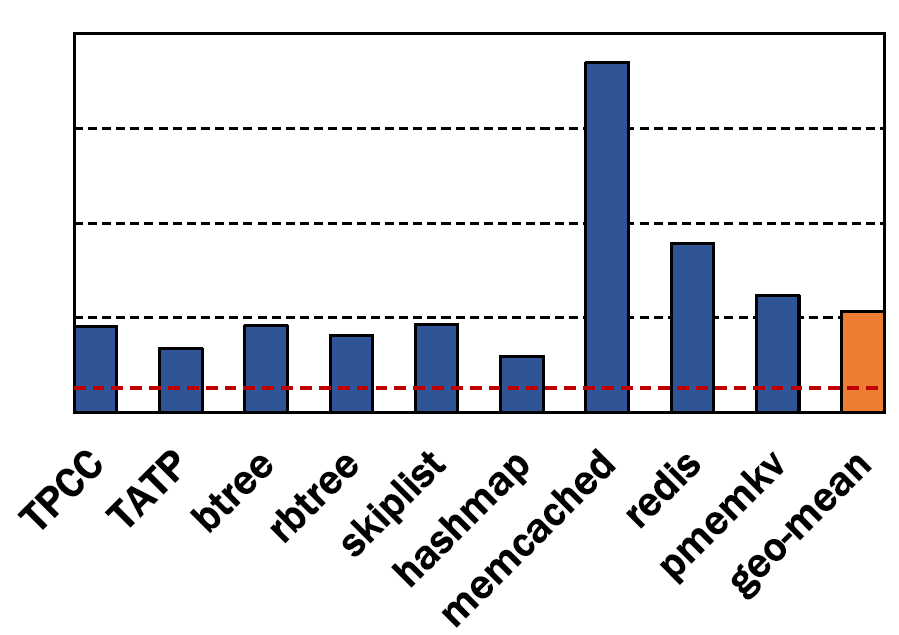 TPCC
TATP
btree
rbtree
skiplist
hashmap
memcached
redis
pmemkv
geo-mean